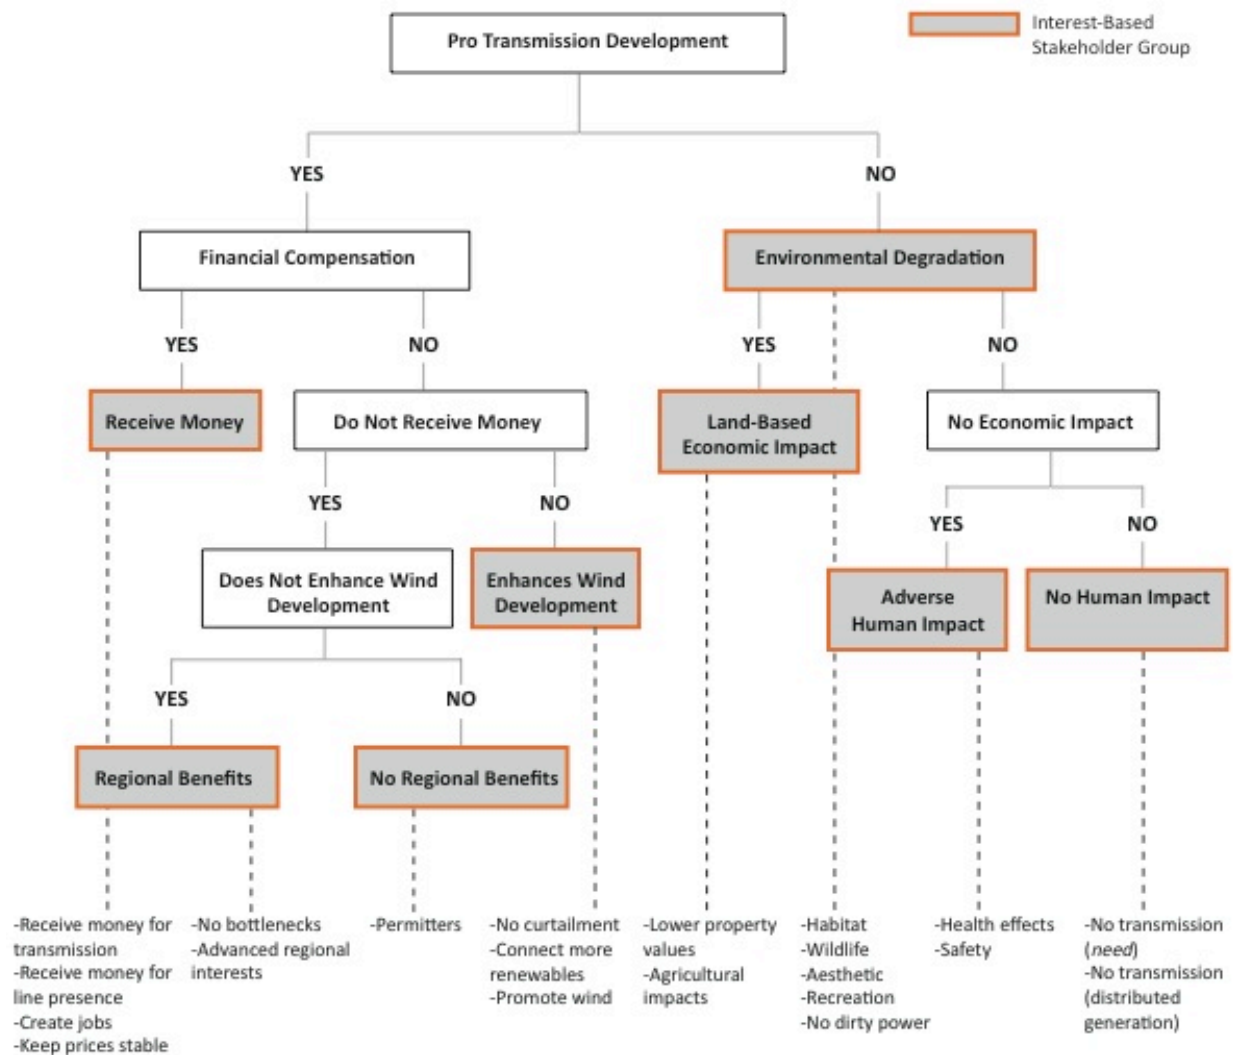 Pro Transmission Development
Interest-Based
Stakeholder Group
YES
NO
Financial Compensation
Environmental Degradation
YES
NO
YES
NO
Receive Money
Do Not Receive Money
Land-Based
Economic Impact
No Economic Impact
YES
NO
YES
NO
Does Not Enhance Wind
Development
Enhances Wind
Development
Adverse
Human Impact
No Human Impact
YES
NO
Regional Benefits
No Regional Benefits
-Receive money for
transmission
-Receive money for
line presence
-Create jobs
-Keep prices stable
-No bottlenecks
-Advanced regional
interests
-Permitters
-No curtailment
-Connect more
renewables
-Promote wind
-Lower property
values
-Agricultural
impacts
-Habitat
-Wildlife
-Aesthetic
-Recreation
-No dirty power
-Health effects
-Safety
-No transmission
(need)
-No transmission
(distributed
generation)